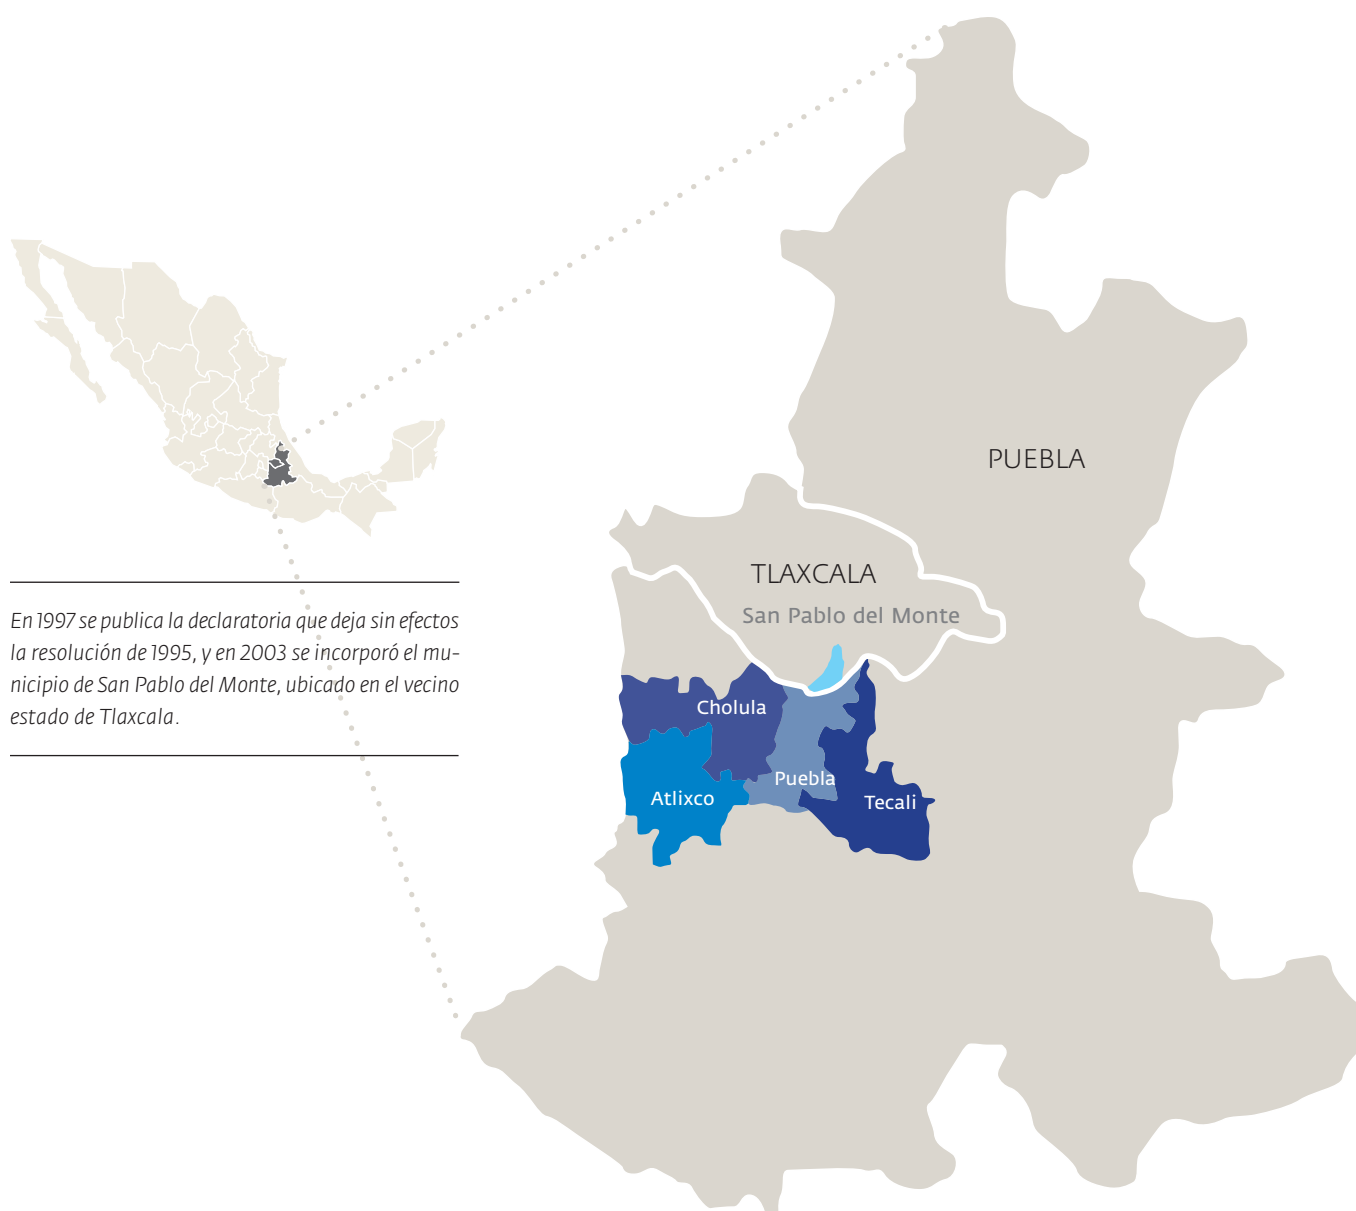 PUEBLA
TLAXCALA
San Pablo del Monte
En 1997 se publica la declaratoria que deja sin efectos
la resolución de 1995, y en 2003 se incorporó el mu-
nicipio de San Pablo del Monte, ubicado en el vecino
estado de Tlaxcala.
Cholula
Puebla
Atlixco
Tecali